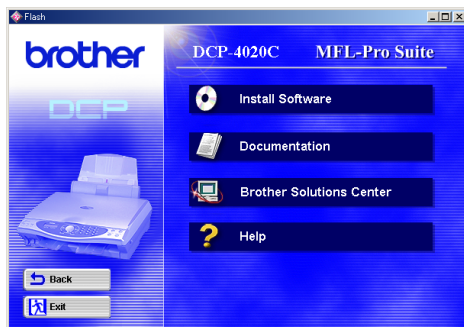 Flash
brother
DCP
DCP-4020C MFL-Pro Suite
Install Software
Documentation
Brother Solutions Center
Help
Back
Exit